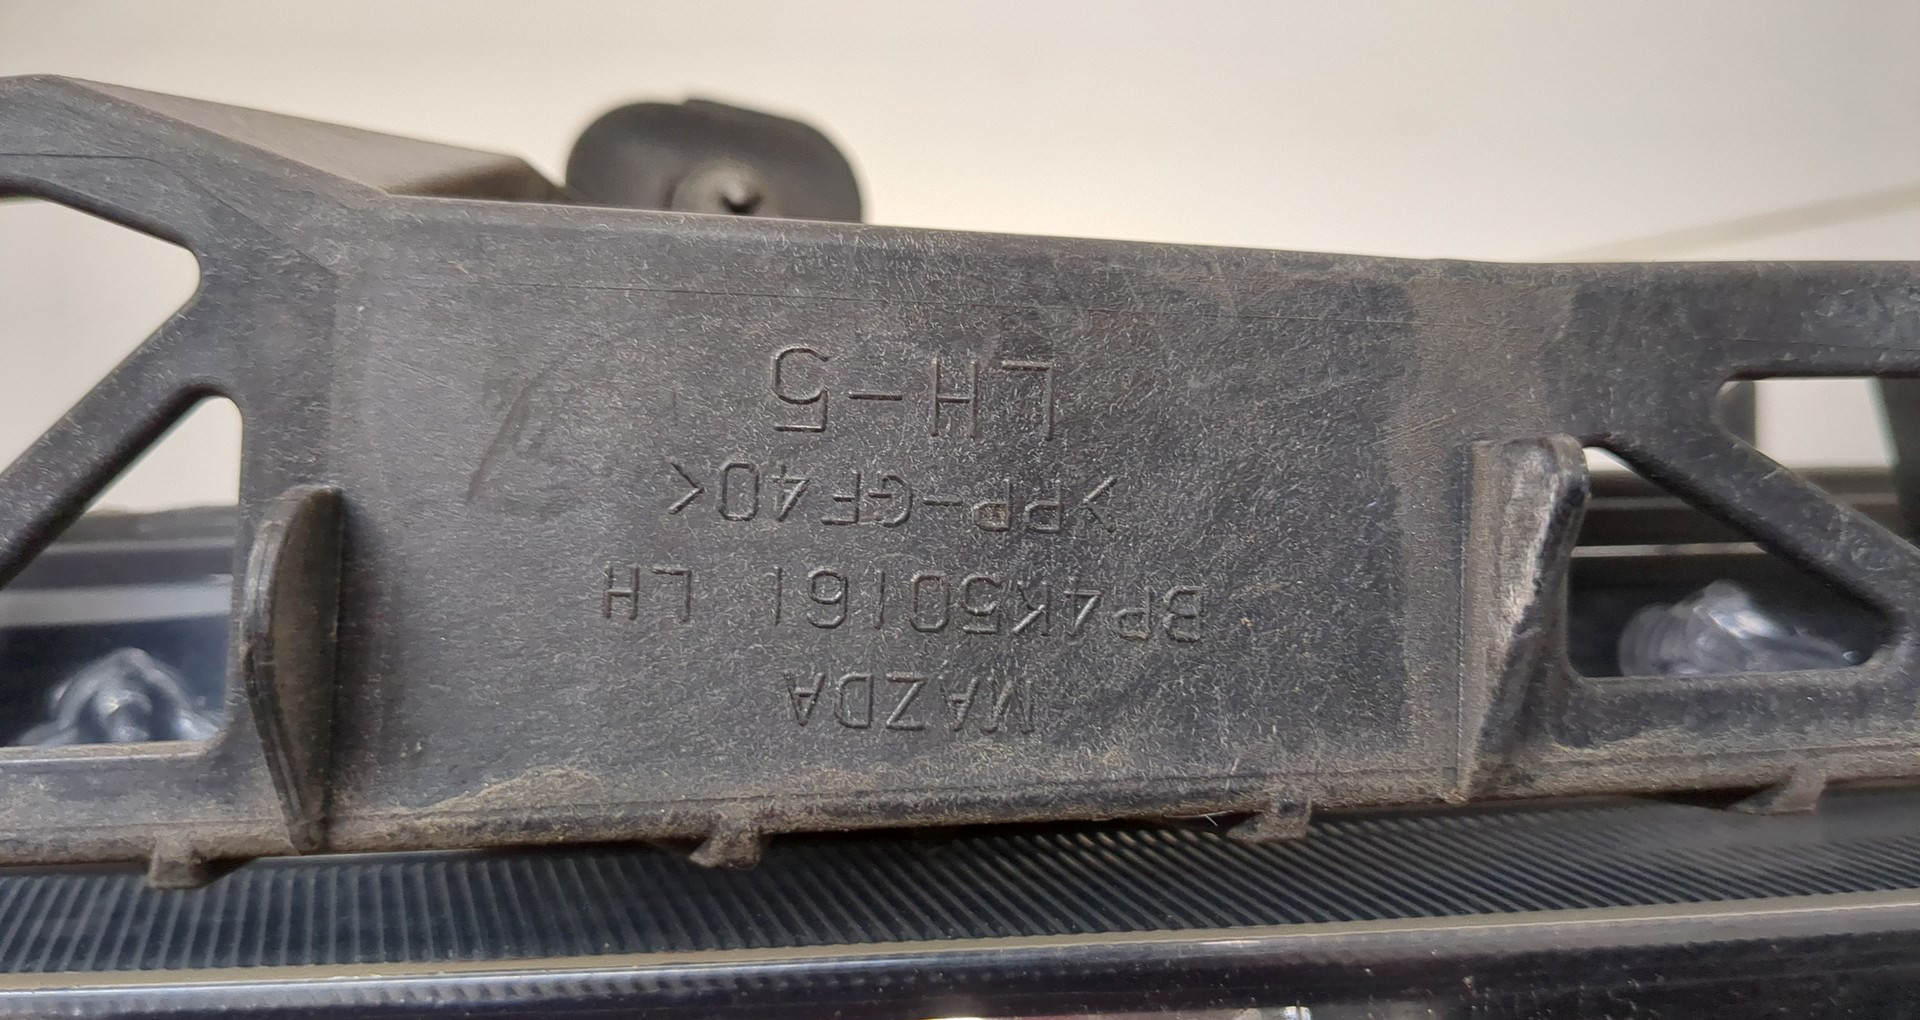 MAZDA
BP4K50161 LH
>PP-GF40<
LH-5